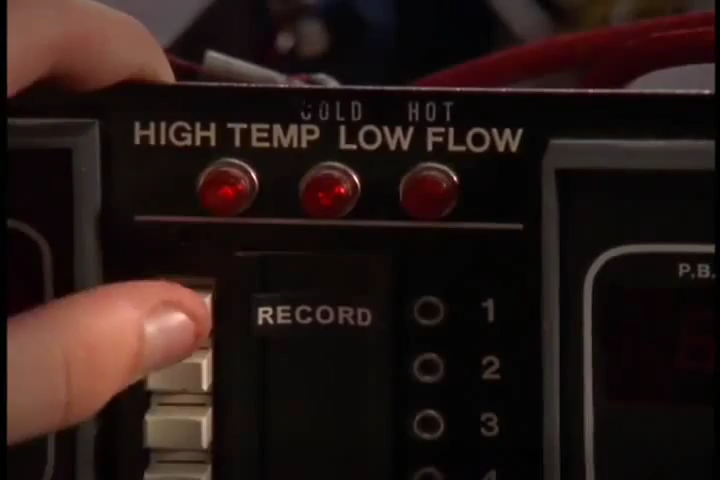 COLD HOT
HIGH TEMP LOW FLOW
RECORD 1
2
3
P.B.